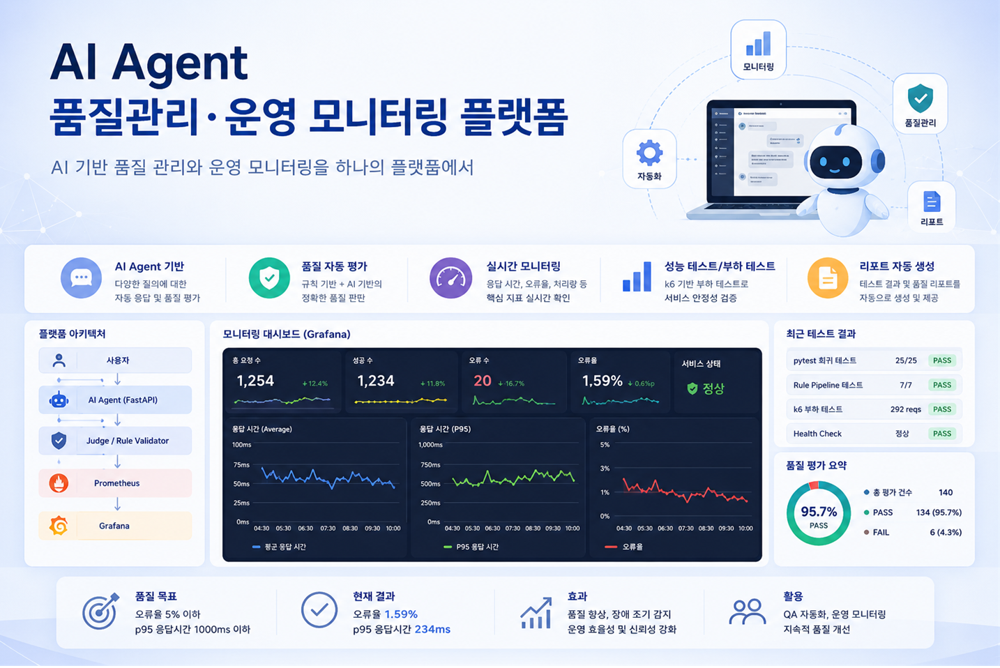 AI Agent
품질관리·운영 모니터링 플랫폼
AI 기반 품질 관리와 운영 모니터링을 하나의 플랫폼에서
모니터링
품질관리
자동화
리포트
AI Agent 기반
다양한 질의에 대한
자동 응답 및 품질 평가
품질 자동 평가
규칙 기반 + AI 기반의
정확한 품질 판딴
실시간 모니터링
응답 시간, 오류율, 처리량 등
핵심 지표 실시간 확인
성능 테스트/부하 테스트
k6 기반 부하 테스트로
서비스 안정성 검증
리포트 자동 생성
테스트 결과 및 품질 리포트를
자동으로 생성 및 제공
플랫폼 아키텍처
사용자
AI Agent (FastAPI)
Judge / Rule Validator
Prometheus
Grafana
모니터링 대시보드 (Grafana)
총 요청 수
1,254
↓ 12.4%
성공 수
1,234
↓ 11.8%
오류 수
20
↓ 16.7%
오류율
1,59%
↓ 0.6%p
서비스 상태
정상
응답 시간 (Average)
100ms
75ms
50ms
25ms
0ms
04:30 05:30 06:30 07:30 08:30 09:30 10:00
평균 응답 시간
응답 시간 (P95)
1,000ms
750ms
500ms
250ms
0ms
04:30 05:30 06:30 07:30 08:30 09:30 10:00
P95 응답 시간
오류율 (%)
5%
3%
1%
0%
04:30 05:30 06:30 07:30 08:30 09:30 10:00
오류율
최근 테스트 결과
pytest 회귀 테스트 25/25 PASS
Rule Pipeline 테스트 7/7 PASS
k6 부하 테스트 292 reqs PASS
Health Check 정상 PASS
품질 평가 요약
95.7%
PASS
총 평가 건수 140
PASS 134 (95.7%)
FAIL 6 (4.3%)
품질 목표
오류율 5% 이하
p95 응답시간 1000ms 이하
현재 결과
오류율 1.59%
p95 응답시간 234ms
효과
품질 향상, 장애 조기 감지
운영 효율성 및 신뢰성 강화
활용
QA 자동화, 운영 모니터링
지속적 품질 개선